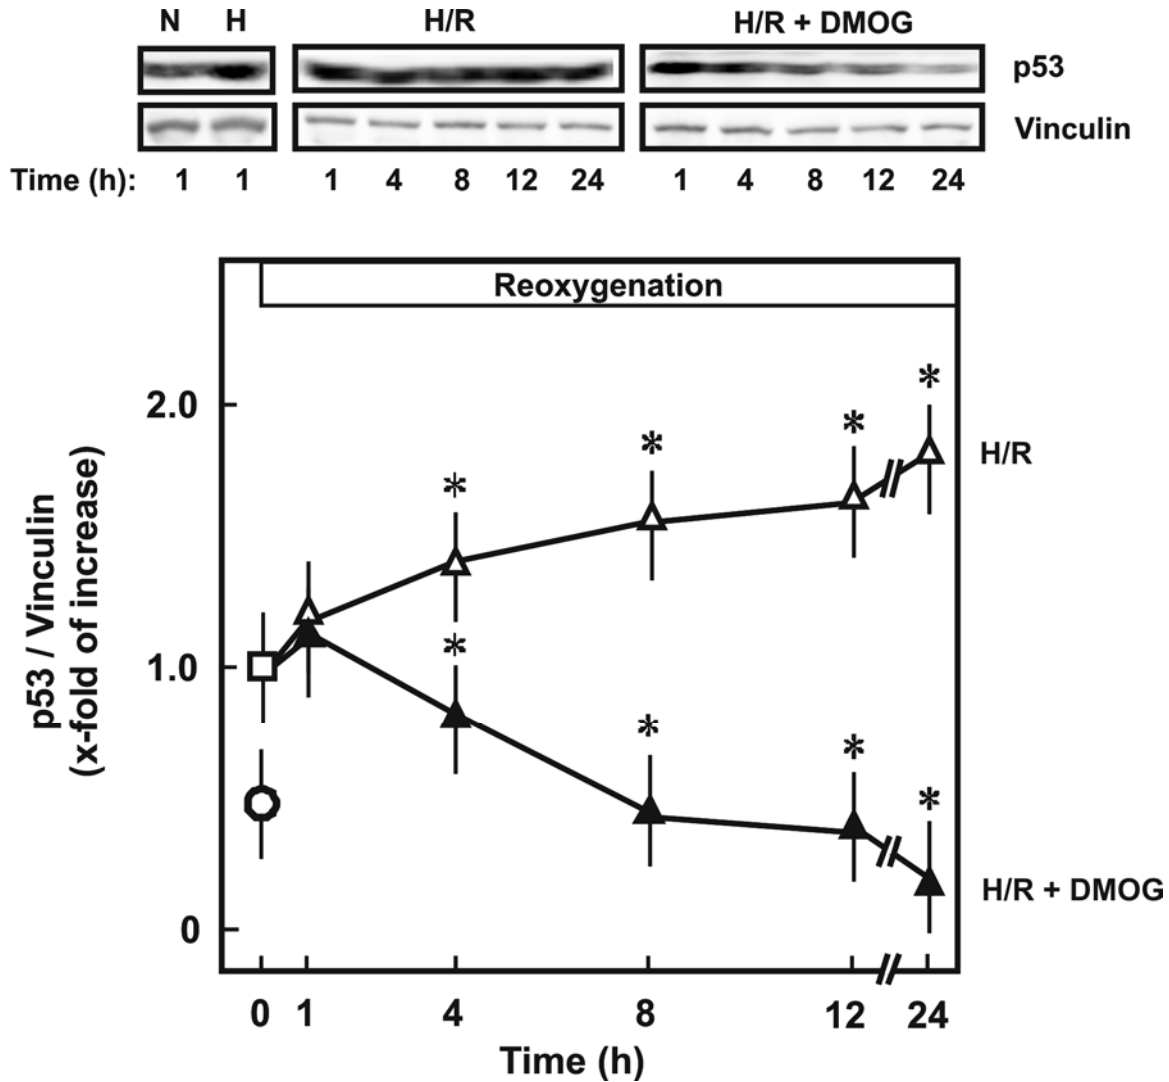 N H H/R H/R + DMOG
p53
Vinculin
Time (h): 1 1 1 4 8 12 24 1 4 8 12 24
Reoxygenation
2.0
1.0
0
p53 / Vinculin
(x-fold of increase)
* * * *
* * * *
H/R
H/R + DMOG
0 1 4 8 12 24
Time (h)